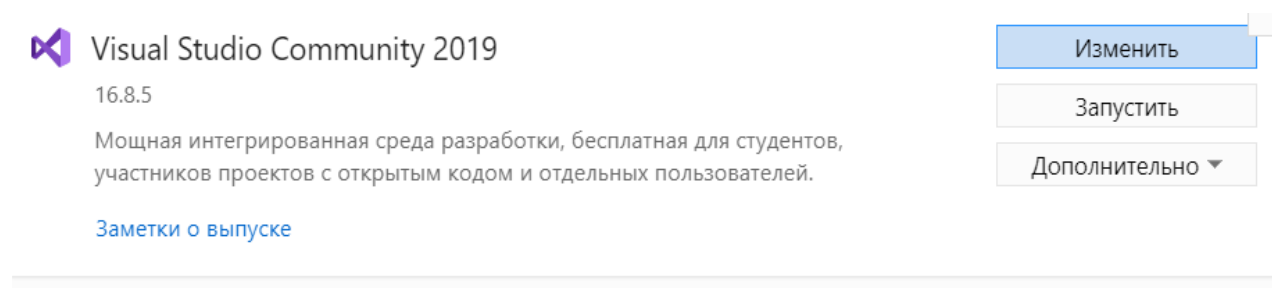 Visual Studio Community 2019
16.8.5
Мощная интегрированная среда разработки, бесплатная для студентов,
участников проектов с открытым кодом и отдельных пользователей.
Заметки о выпуске
Изменить
Запустить
Дополнительно